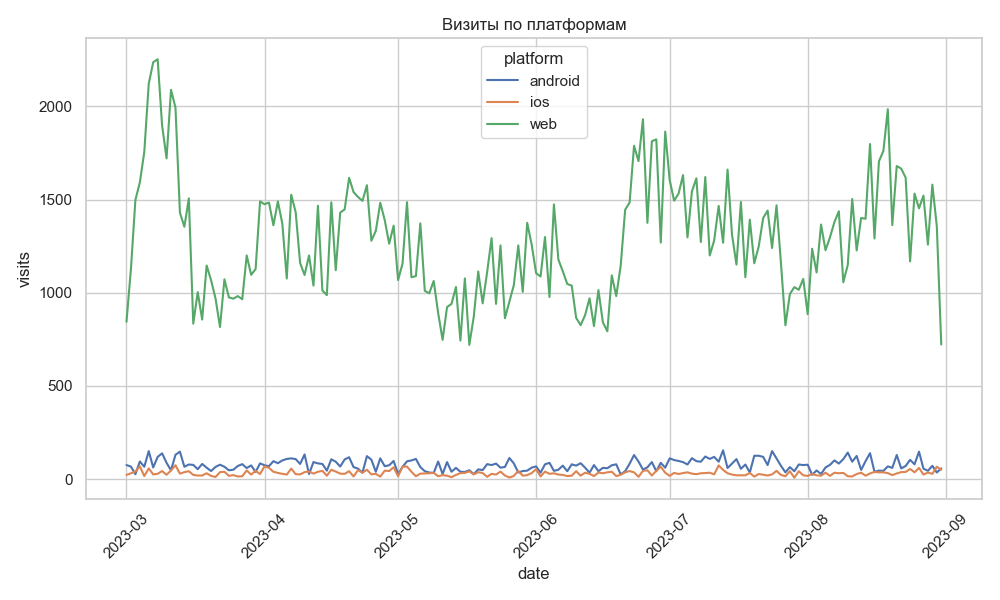 Визиты по платформам
platform
android
ios
web
visits
2000
1500
1000
500
0
2023-03
2023-04
2023-05
2023-06
2023-07
2023-08
2023-09
date